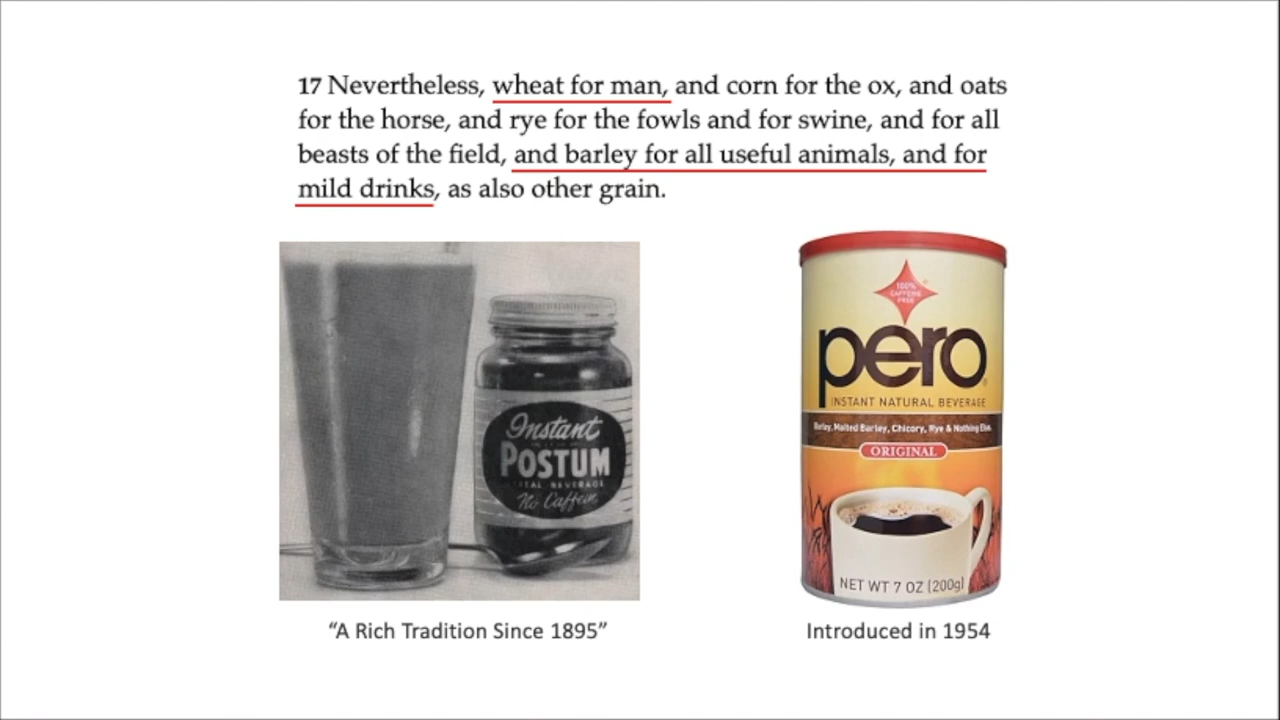 17 Nevertheless, wheat for man, and corn for the ox, and oats
for the horse, and rye for the fowls and for swine, and for all
beasts of the field, and barley for all useful animals, and for
mild drinks, as also other grain.
Instant
POSTUM
BEVERAGE
No Caffein
"A Rich Tradition Since 1895"
100%
CAFFEINE
FREE
pero
INSTANT NATURAL BEVERAGE
Barley, Malted Barley, Chicory, Rye & Nothing Else.
ORIGINAL
NET WT 7 OZ (200g)
Introduced in 1954